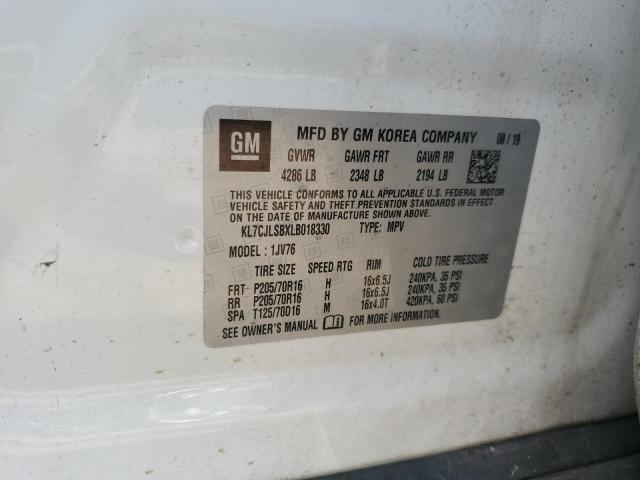 GM
MFD BY GM KOREA COMPANY 08/19
GVWR GAWR FRT GAWR RR
4286 LB 2348 LB 2194 LB
THIS VEHICLE CONFORMS TO ALL APPLICABLE U.S. FEDERAL MOTOR
VEHICLE SAFETY AND THEFT PREVENTION STANDARDS IN EFFECT ON
THE DATE OF MANUFACTURE SHOWN ABOVE.
KL7CJLSBXLB018330 TYPE: MPV
MODEL: 1JV76
TIRE SIZE SPEED RTG RIM COLD TIRE PRESSURE
FRT P205/70R16 H 16x6.5J 240KPA, 35 PSI
RR P205/70R16 H 16x6.5J 240KPA, 35 PSI
SPA T125/70D16 M 16x4.0T 420KPA, 60 PSI
SEE OWNER'S MANUAL FOR MORE INFORMATION.